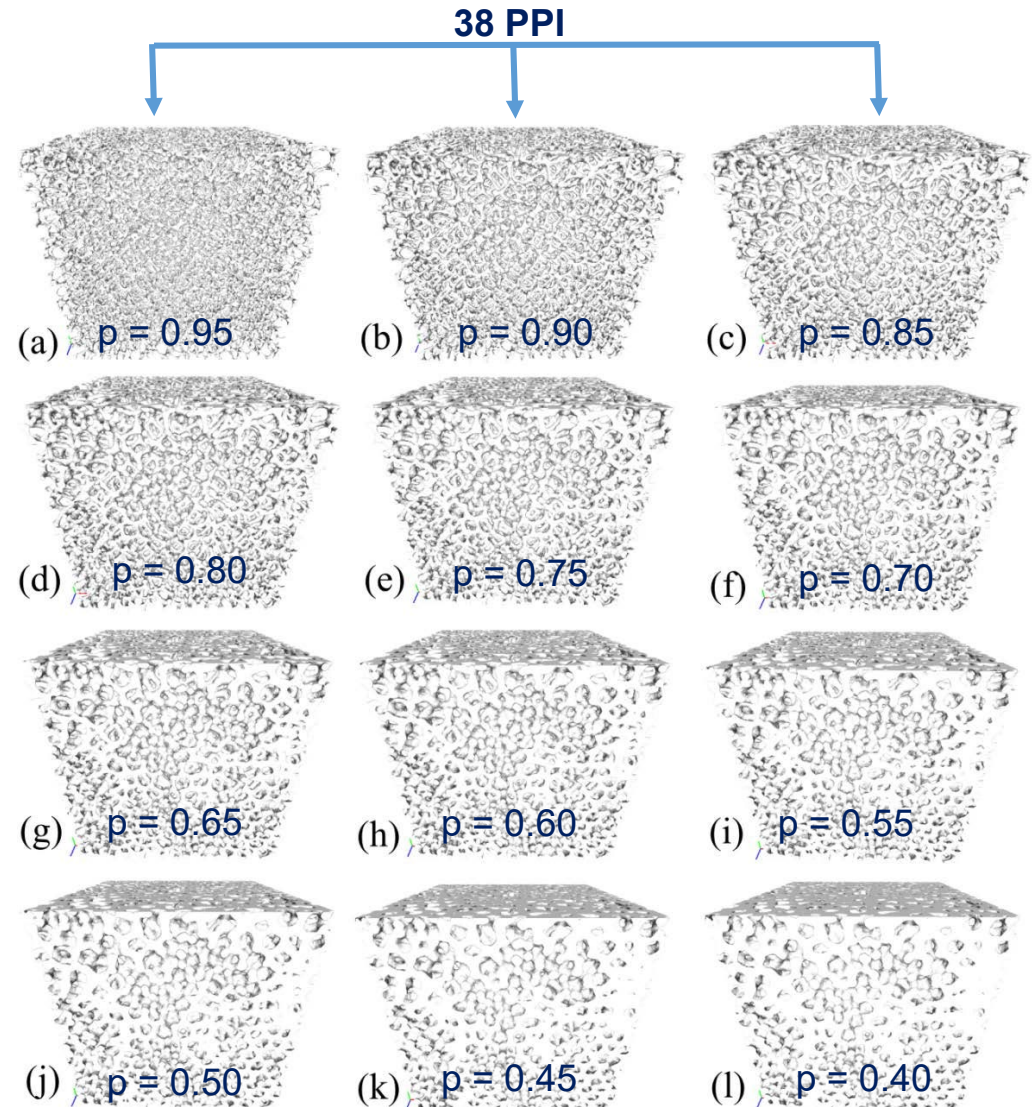 38 PPI
(a) p = 0.95
(b) p = 0.90
(c) p = 0.85
(d) p = 0.80
(e) p = 0.75
(f) p = 0.70
(g) p = 0.65
(h) p = 0.60
(i) p = 0.55
(j) p = 0.50
(k) p = 0.45
(l) p = 0.40